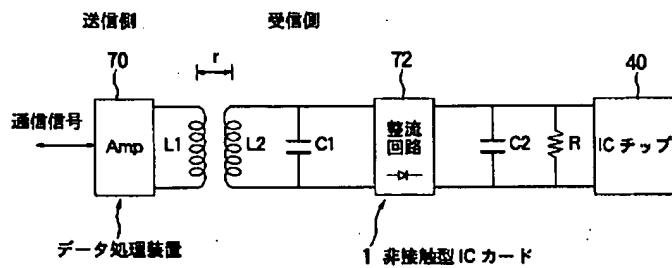 送信側
受信側
70
r
72
40
通信信号
Amp
L1
L2
C1
整流
回路
C2
R
ICチップ
データ処理装置
1 非接触型ICカード